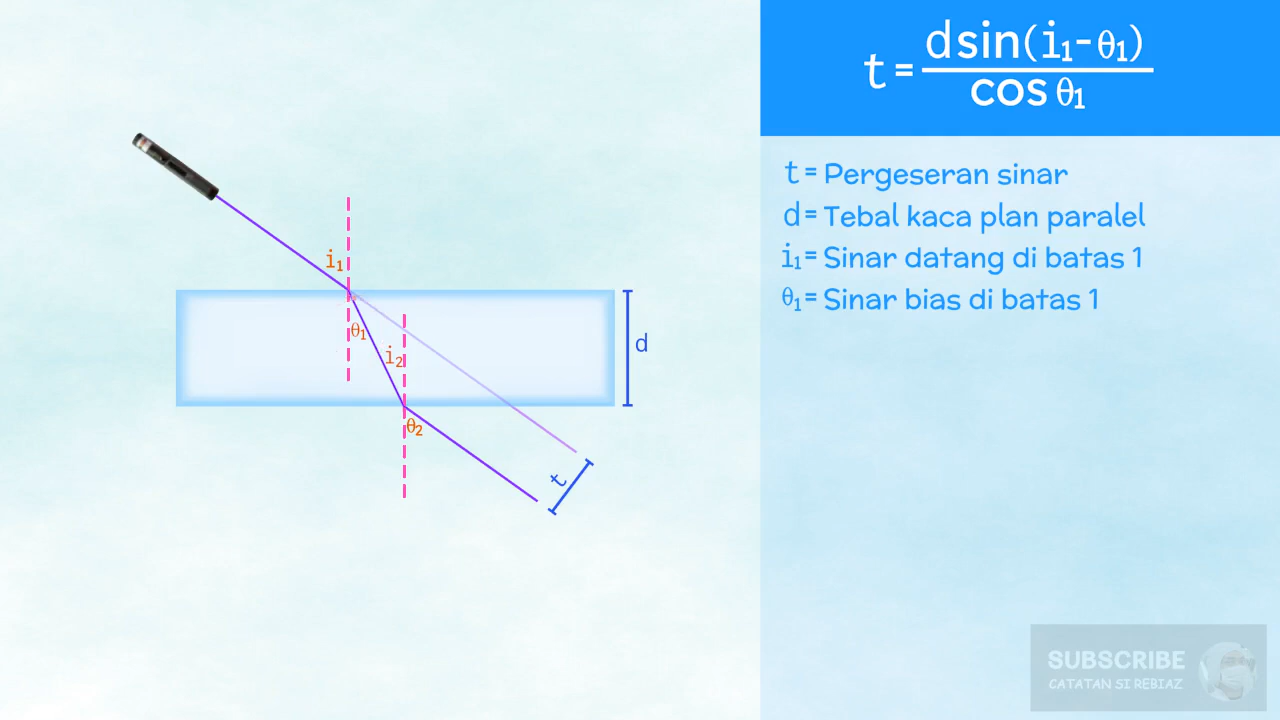 t = dsin(i₁-θ₁)
cos θ₁
t = Pergeseran sinar
d = Tebal kaca plan paralel
i₁ = Sinar datang di batas 1
θ₁ = Sinar bias di batas 1
i₁
θ₁
i₂
d
θ₂
t
SUBSCRIBE
CATATAN SI REBIAZ